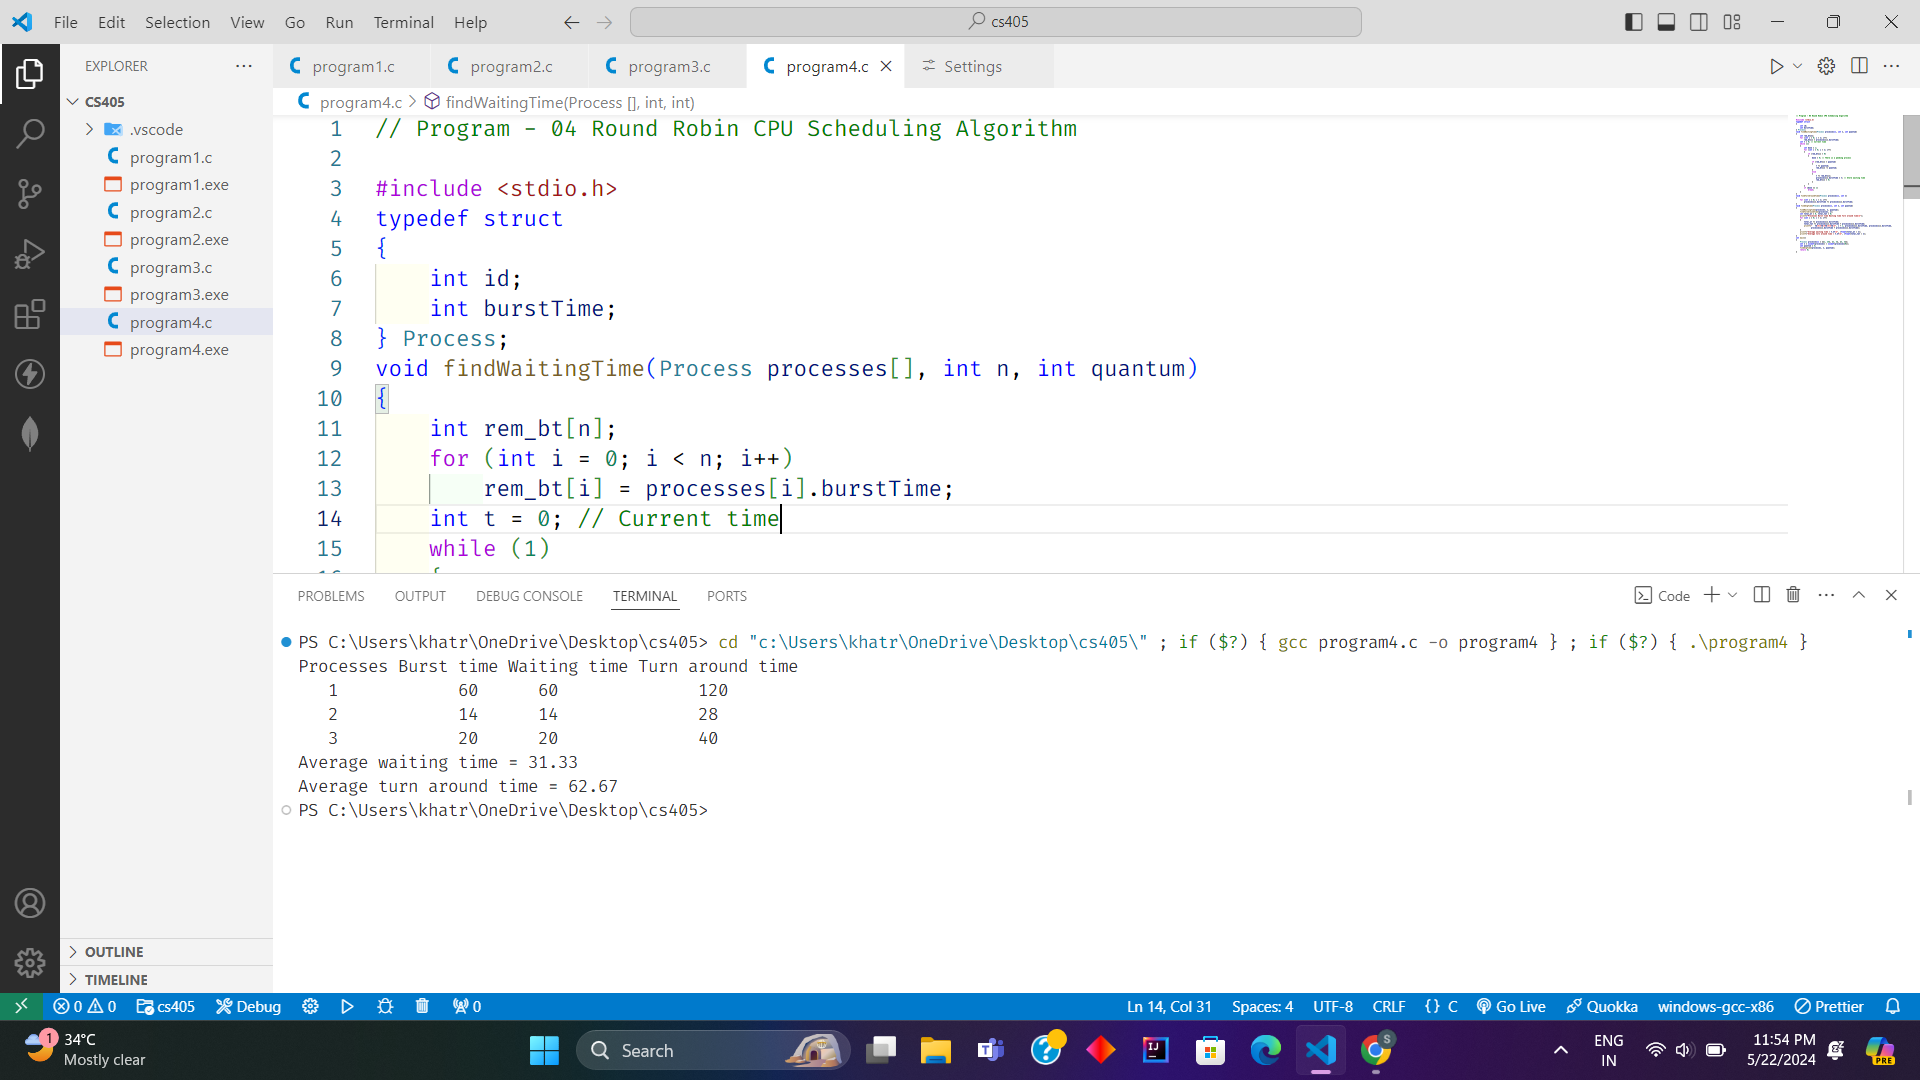 File Edit Selection View Go Run Terminal Help
cs405
EXPLORER
program1.c program2.c program3.c program4.c Settings
CS405
.vscode
program1.c
program1.exe
program2.c
program2.exe
program3.c
program3.exe
program4.c
program4.exe
OUTLINE
TIMELINE
program4.c > findWaitingTime(Process [], int, int)
1 // Program - 04 Round Robin CPU Scheduling Algorithm
2
3 #include <stdio.h>
4 typedef struct
5 {
6 int id;
7 int burstTime;
8 } Process;
9 void findWaitingTime(Process processes[], int n, int quantum)
10 {
11 int rem_bt[n];
12 for (int i = 0; i < n; i++)
13 rem_bt[i] = processes[i].burstTime;
14 int t = 0; // Current time
15 while (1)
PROBLEMS OUTPUT DEBUG CONSOLE TERMINAL PORTS
Code
PS C:\Users\khatr\OneDrive\Desktop\cs405> cd "c:\Users\khatr\OneDrive\Desktop\cs405\" ; if ($?) { gcc program4.c -o program4 } ; if ($?) { .\program4 }
Processes Burst time Waiting time Turn around time
1 60 60 120
2 14 14 28
3 20 20 40
Average waiting time = 31.33
Average turn around time = 62.67
PS C:\Users\khatr\OneDrive\Desktop\cs405>
0 0 cs405 Debug 0 Ln 14, Col 31 Spaces: 4 UTF-8 CRLF {} C Go Live Quokka windows-gcc-x86 Prettier
1
34°C
Mostly clear
Search
ENG
IN
11:54 PM
5/22/2024
PRE